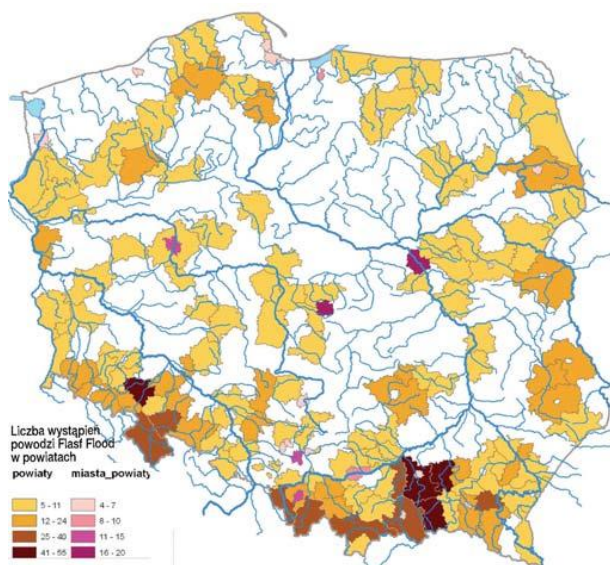 Liczba wystąpień
powodzi Flasf Flood
w powiatach
powiaty miasta_powiaty
5 - 11 4 - 7
12 - 24 8 - 10
25 - 40 11 - 15
41 - 55 16 - 20